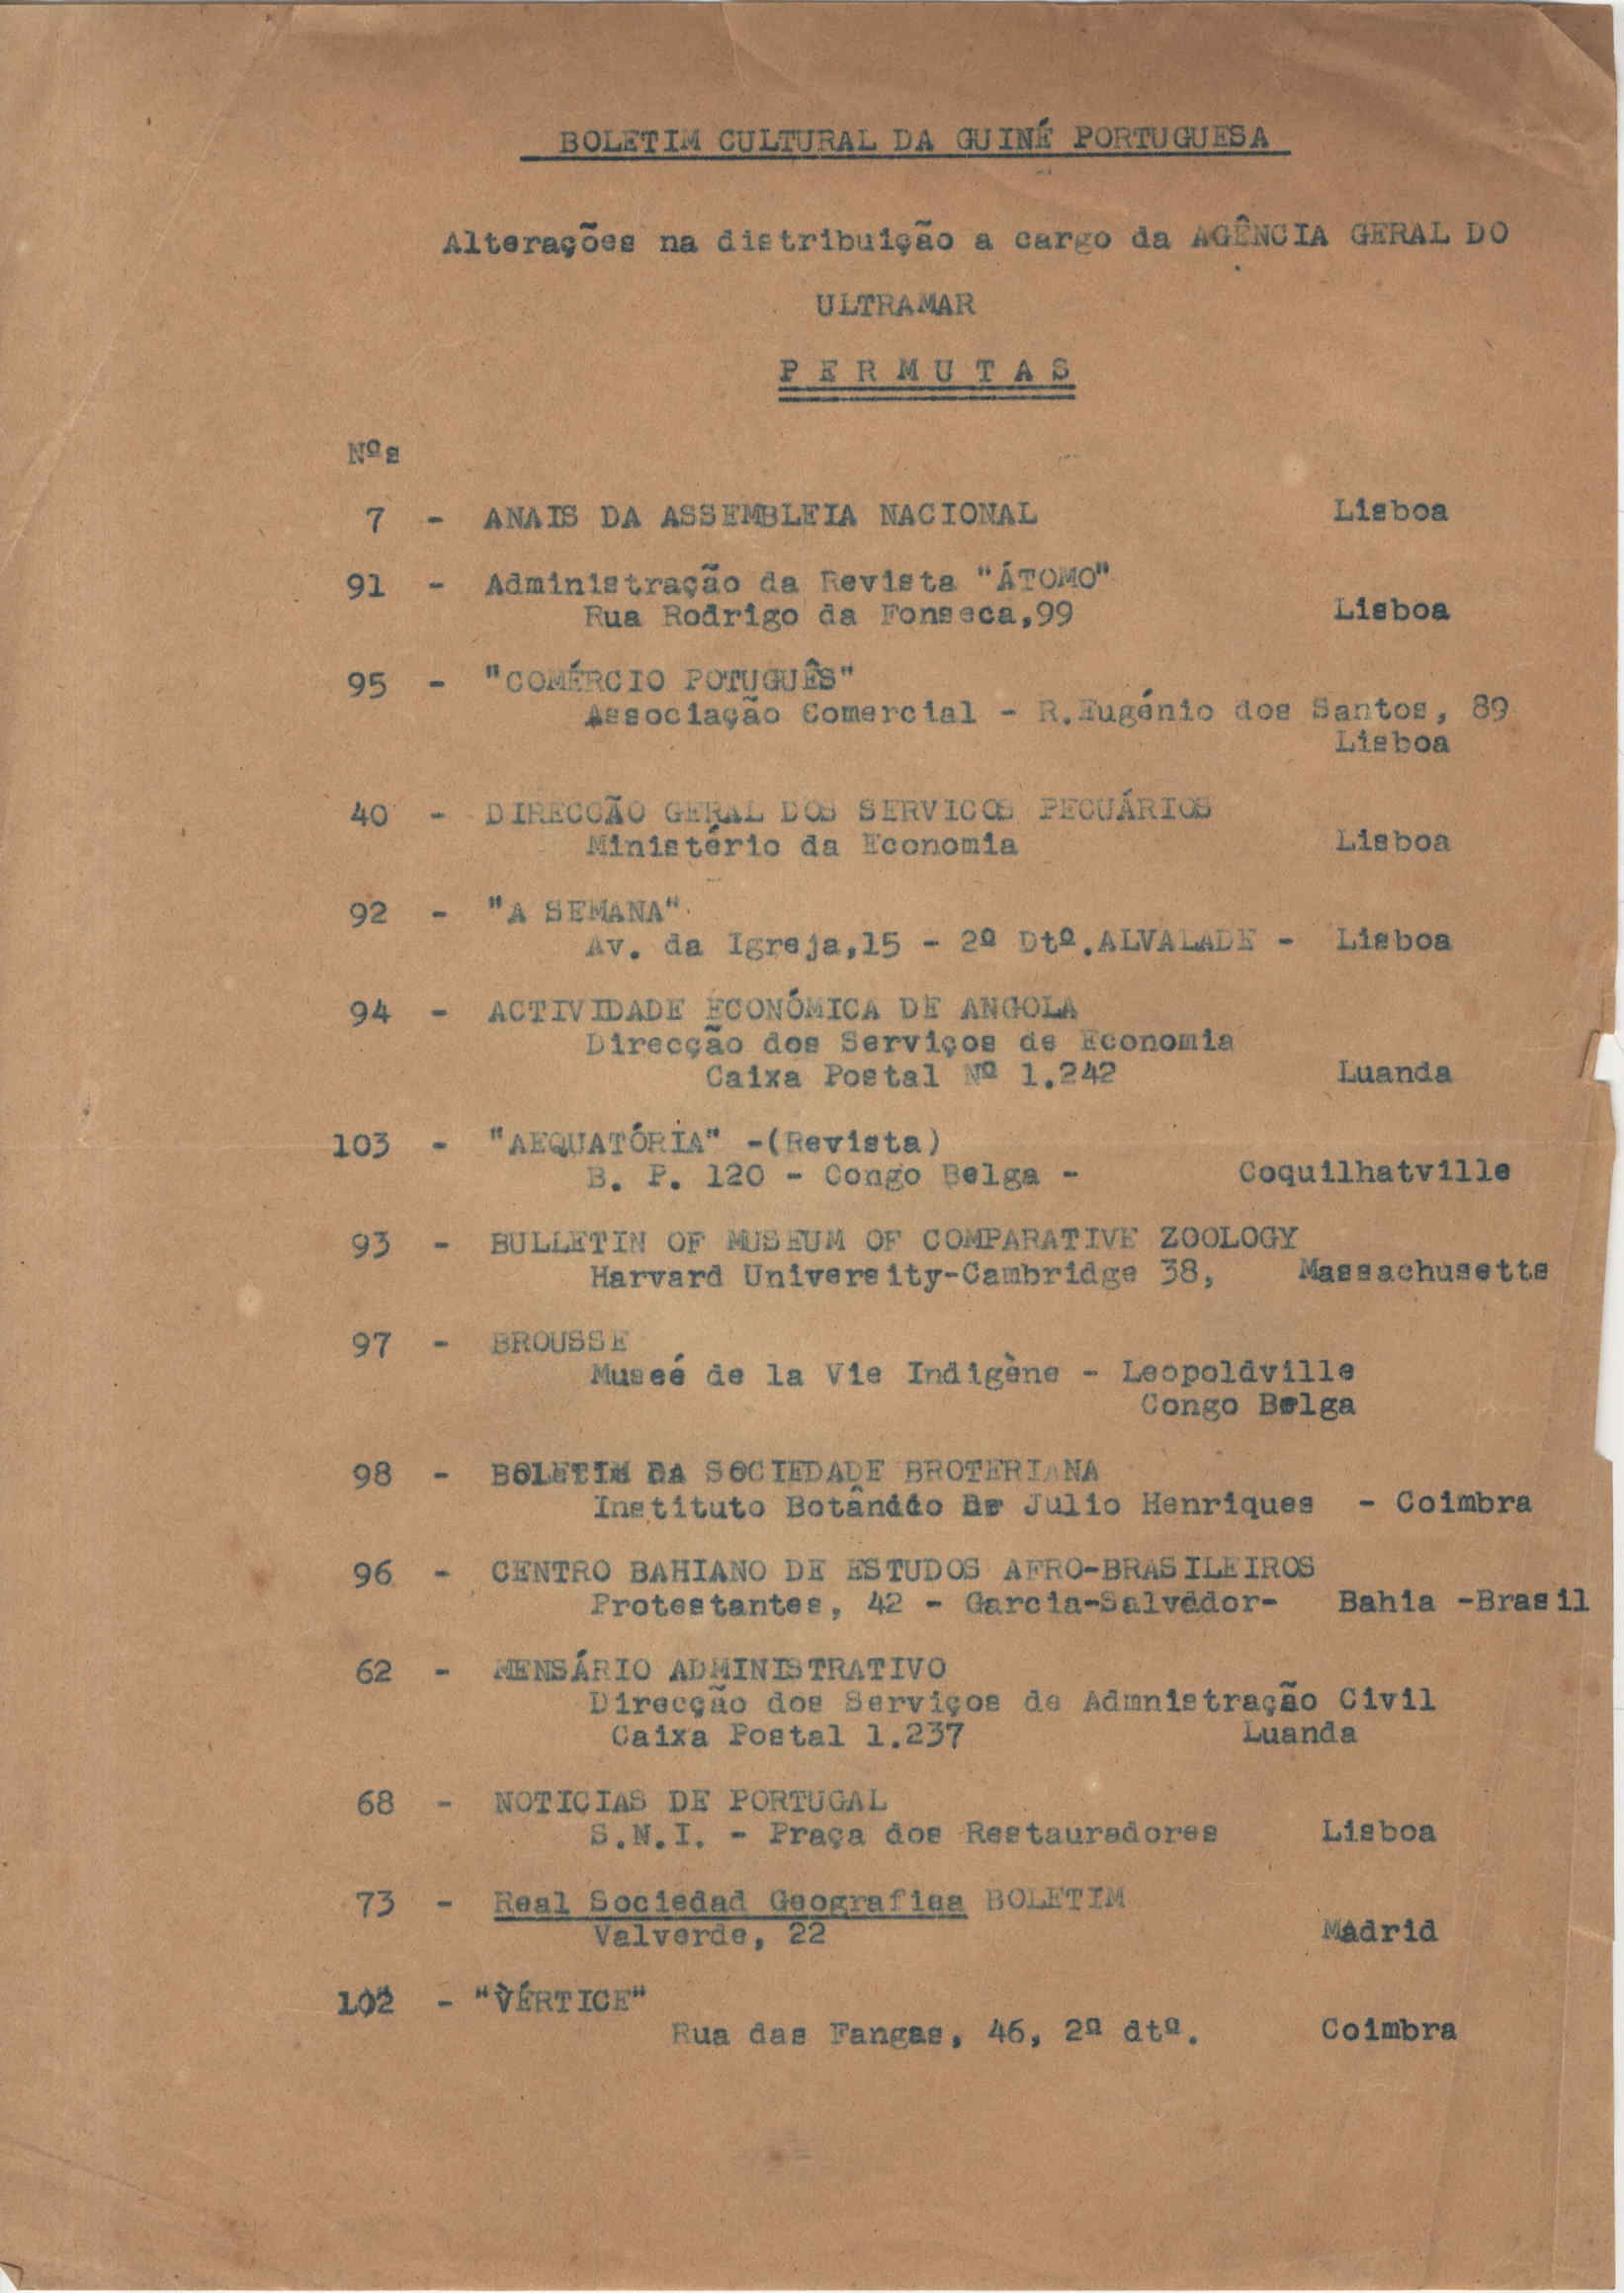 BOLETIM CULTURAL DA GUINÉ PORTUGUESA
Alterações na distribuição a cargo da AGÊNCIA GERAL DO
ULTRAMAR
P E R M U T A S
Nºs
7 - ANAIS DA ASSEMBLEIA NACIONAL Lisboa
91 - Administração da Revista "ÁTOMO"
Rua Rodrigo da Fonseca,99 Lisboa
95 - "COMÉRCIO POTUGUÊS"
Associação Comercial - R.Eugénio dos Santos, 89
Lisboa
40 - DIRECCÃO GERAL DOS SERVICOS PECUÁRIOS
Ministério da Economia Lisboa
92 - "A SEMANA"
Av. da Igreja,15 - 2º Dtº.ALVALADE - Lisboa
94 - ACTIVIDADE ECONÓMICA DE ANGOLA
Direcção dos Serviços de Economia
Caixa Postal Nº 1.242 Luanda
103 - "AEQUATÓRIA" -(Revista)
B. P. 120 - Congo Belga - Coquilhatville
93 - BULLETIN OF MUSEUM OF COMPARATIVE ZOOLOGY
Harvard University-Cambridge 38, Massachusetts
97 - BROUSSE
Museé de la Vie Indigène - Leopoldville
Congo Belga
98 - BOLETIM DA SOCIEDADE BROTERIANA
Instituto Botânico Dr Julio Henriques - Coimbra
96 - CENTRO BAHIANO DE ESTUDOS AFRO-BRASILEIROS
Protestantes, 42 - Garcia-Salvador- Bahia -Brasil
62 - MENSÁRIO ADMINISTRATIVO
Direcção dos Serviços de Admnistração Civil
Caixa Postal 1.237 Luanda
68 - NOTICIAS DE PORTUGAL
S.N.I. - Praça dos Restauradores Lisboa
73 - Real Sociedad Geografica BOLETIM
Valverde, 22 Madrid
102 - "VÉRTICE"
Rua das Fangas, 46, 2º dtº. Coimbra